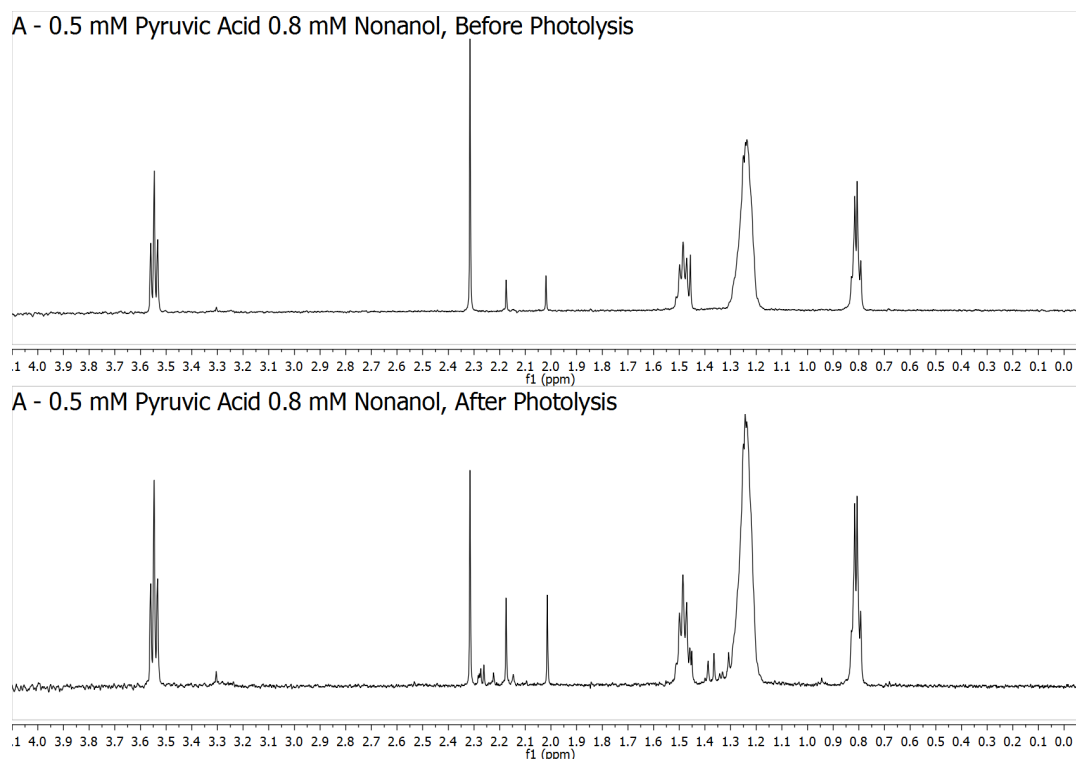 A - 0.5 mM Pyruvic Acid 0.8 mM Nonanol, Before Photolysis
.1 4.0 3.9 3.8 3.7 3.6 3.5 3.4 3.3 3.2 3.1 3.0 2.9 2.8 2.7 2.6 2.5 2.4 2.3 2.2 2.1 2.0 1.9 1.8 1.7 1.6 1.5 1.4 1.3 1.2 1.1 1.0 0.9 0.8 0.7 0.6 0.5 0.4 0.3 0.2 0.1 0.0
f1 (ppm)
A - 0.5 mM Pyruvic Acid 0.8 mM Nonanol, After Photolysis
.1 4.0 3.9 3.8 3.7 3.6 3.5 3.4 3.3 3.2 3.1 3.0 2.9 2.8 2.7 2.6 2.5 2.4 2.3 2.2 2.1 2.0 1.9 1.8 1.7 1.6 1.5 1.4 1.3 1.2 1.1 1.0 0.9 0.8 0.7 0.6 0.5 0.4 0.3 0.2 0.1 0.0
f1 (ppm)